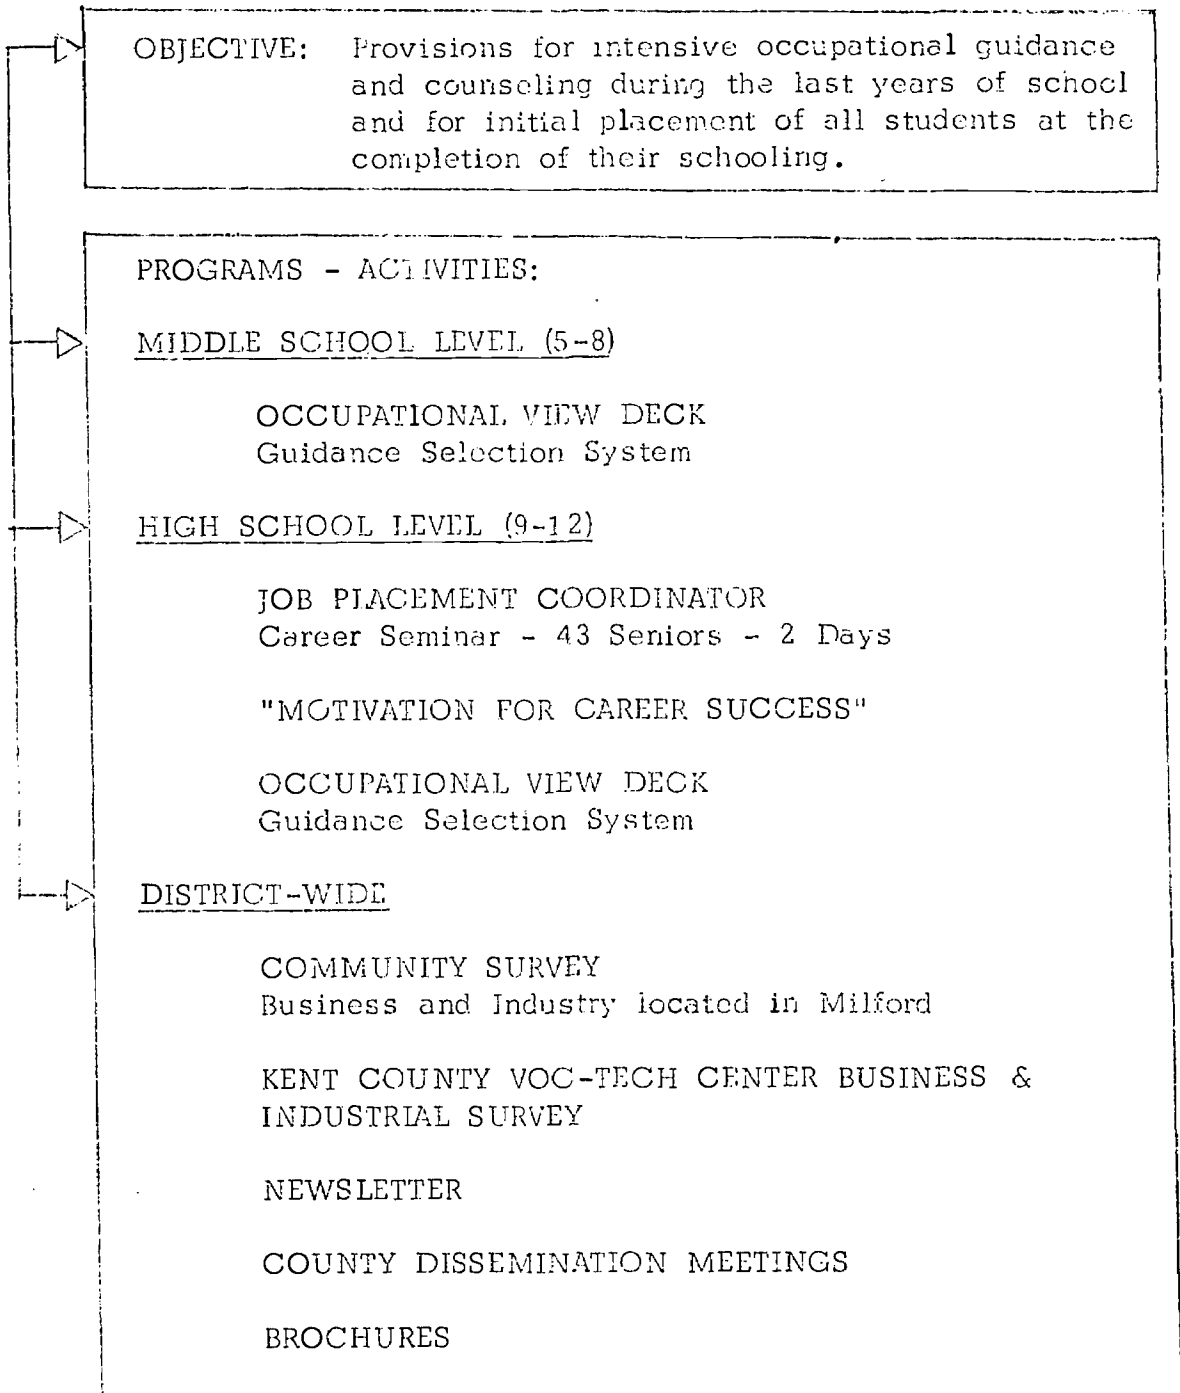 OBJECTIVE: Provisions for intensive occupational guidance
and counseling during the last years of school
and for initial placement of all students at the
completion of their schooling.
PROGRAMS - ACTIVITIES:
MIDDLE SCHOOL LEVEL (5-8)
OCCUPATIONAL VIEW DECK
Guidance Selection System
HIGH SCHOOL LEVEL (9-12)
JOB PLACEMENT COORDINATOR
Career Seminar - 43 Seniors - 2 Days
"MOTIVATION FOR CAREER SUCCESS"
OCCUPATIONAL VIEW DECK
Guidance Selection System
DISTRICT-WIDE
COMMUNITY SURVEY
Business and Industry located in Milford
KENT COUNTY VOC-TECH CENTER BUSINESS &
INDUSTRIAL SURVEY
NEWSLETTER
COUNTY DISSEMINATION MEETINGS
BROCHURES